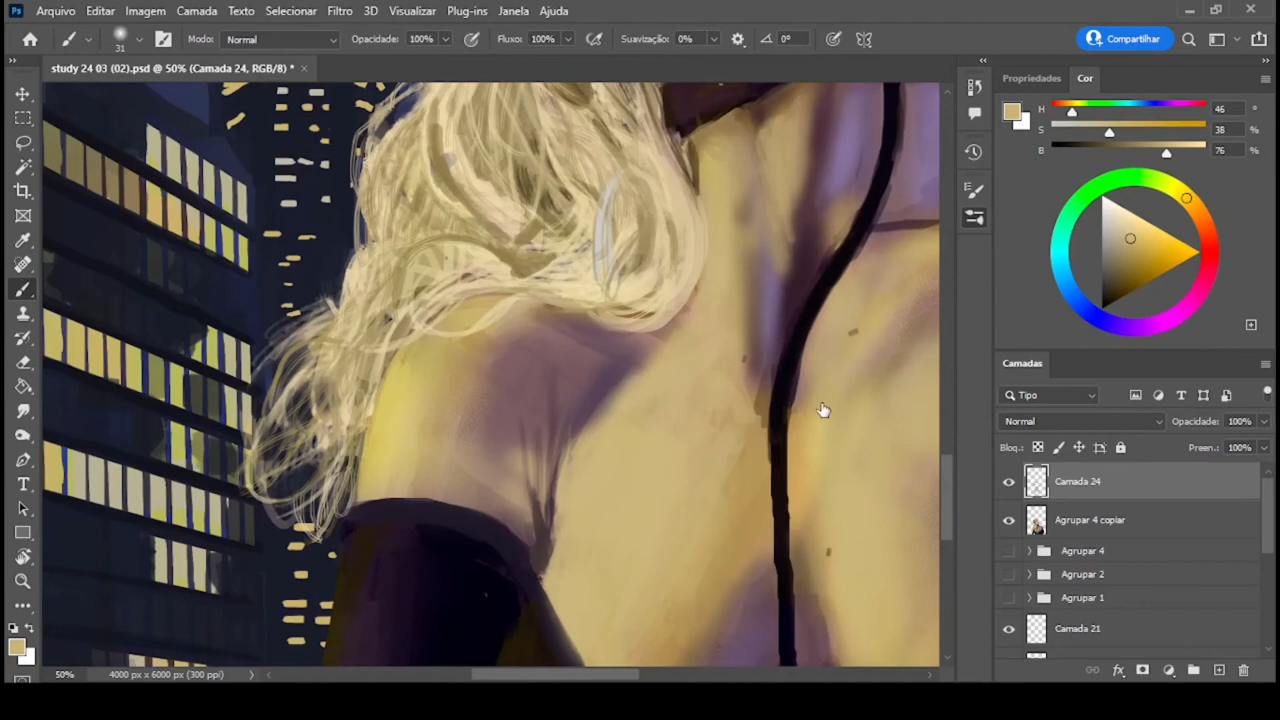 Ps Arquivo Editar Imagem Camada Texto Selecionar Filtro 3D Visualizar Plug-ins Janela Ajuda
31 Modo: Normal Opacidade: 100% Fluxo: 100% Suavização: 0% 0° Compartilhar
study 24 03 (02).psd @ 50% (Camada 24, RGB/8) * ×
Propriedades Cor
H 46 °
S 38 %
B 76 %
Camadas
Tipo
Normal Opacidade: 100%
Bloq.: Preen.: 100%
Camada 24
Agrupar 4 copiar
Agrupar 4
Agrupar 2
Agrupar 1
Camada 21
fx
50% 4000 px x 6000 px (300 ppi)